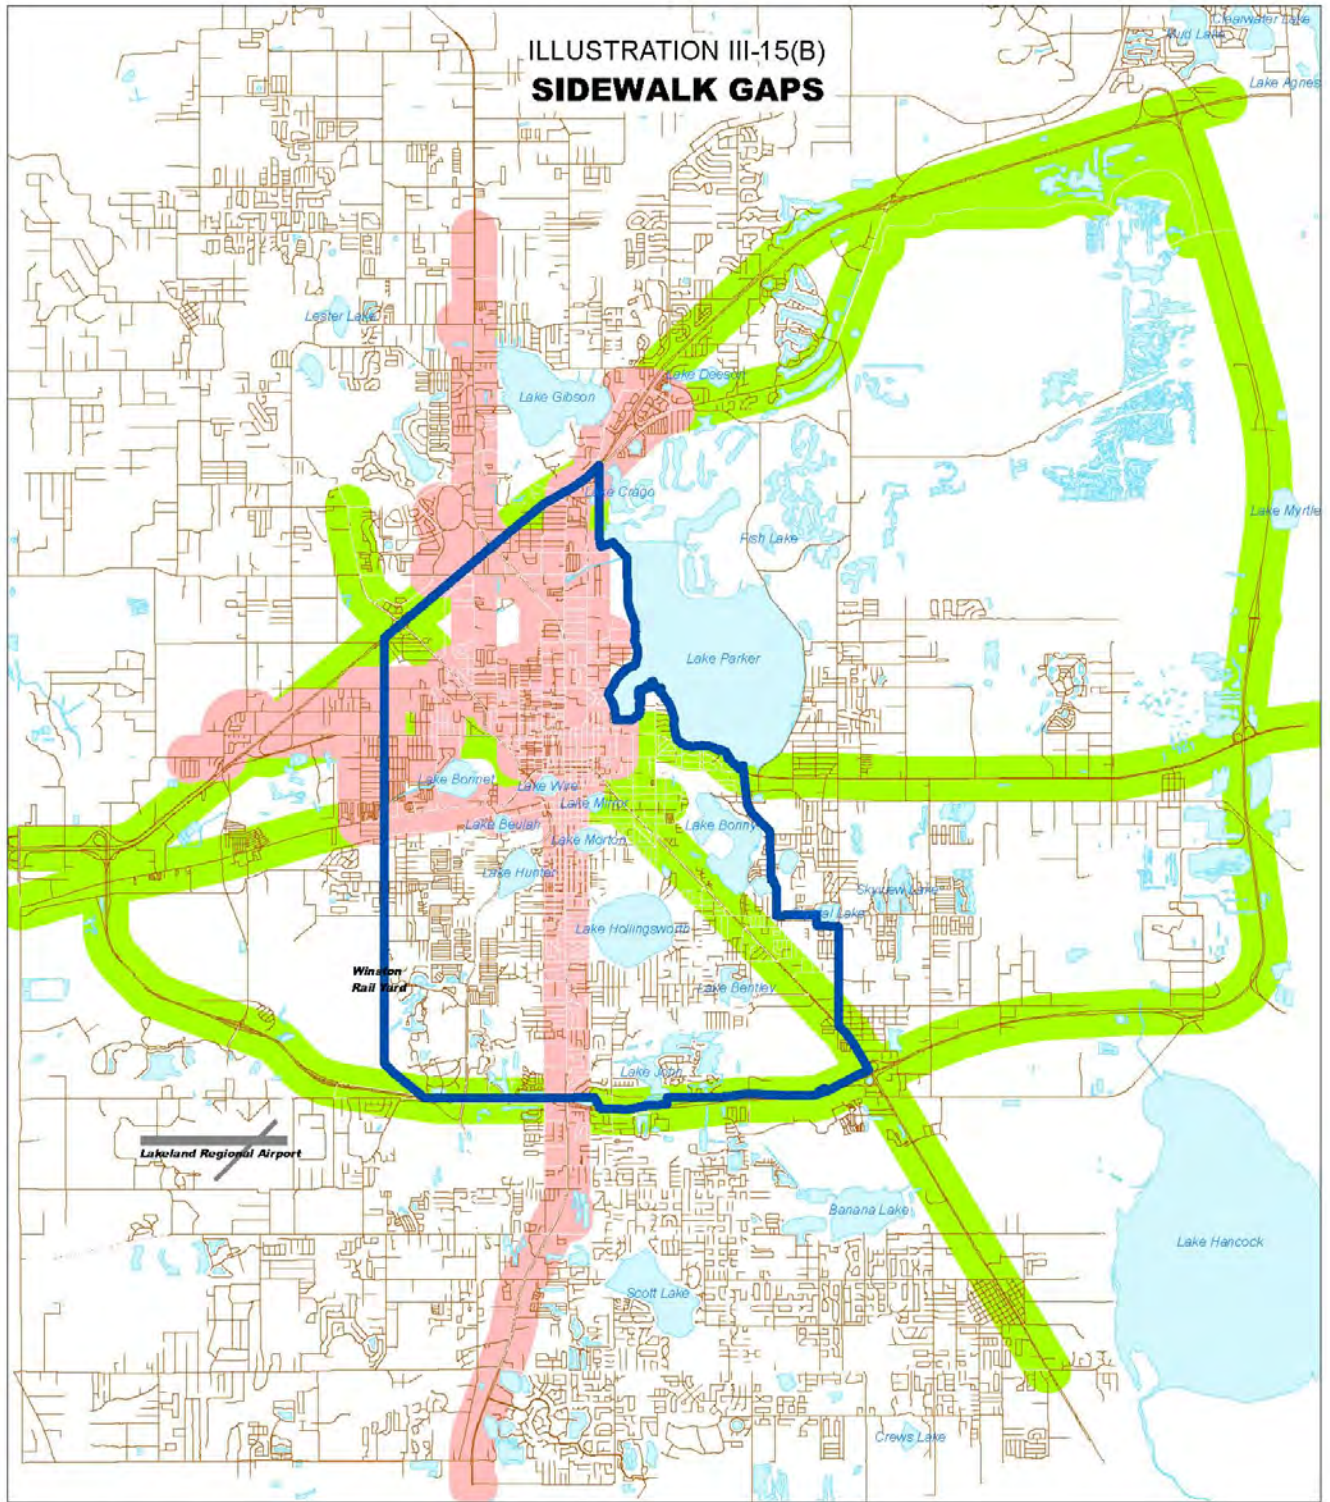 ILLUSTRATION III-15(B)
SIDEWALK GAPS
Clearwater Lake
Mud Lake
Lake Agnes
Lester Lake
Lake Deeson
Lake Gibson
Lake Crago
Lake Myrtle
Fish Lake
Lake Parker
Lake Bonnet
Lake Wire
Lake Mirror
Lake Beulah
Lake Bonny
Lake Morton
Lake Hunter
Skyview Lake
Lake
Lake Hollingsworth
Winston
Rail Yard
Lake Bentley
Lake John
Lakeland Regional Airport
Banana Lake
Lake Hancock
Scott Lake
Crews Lake